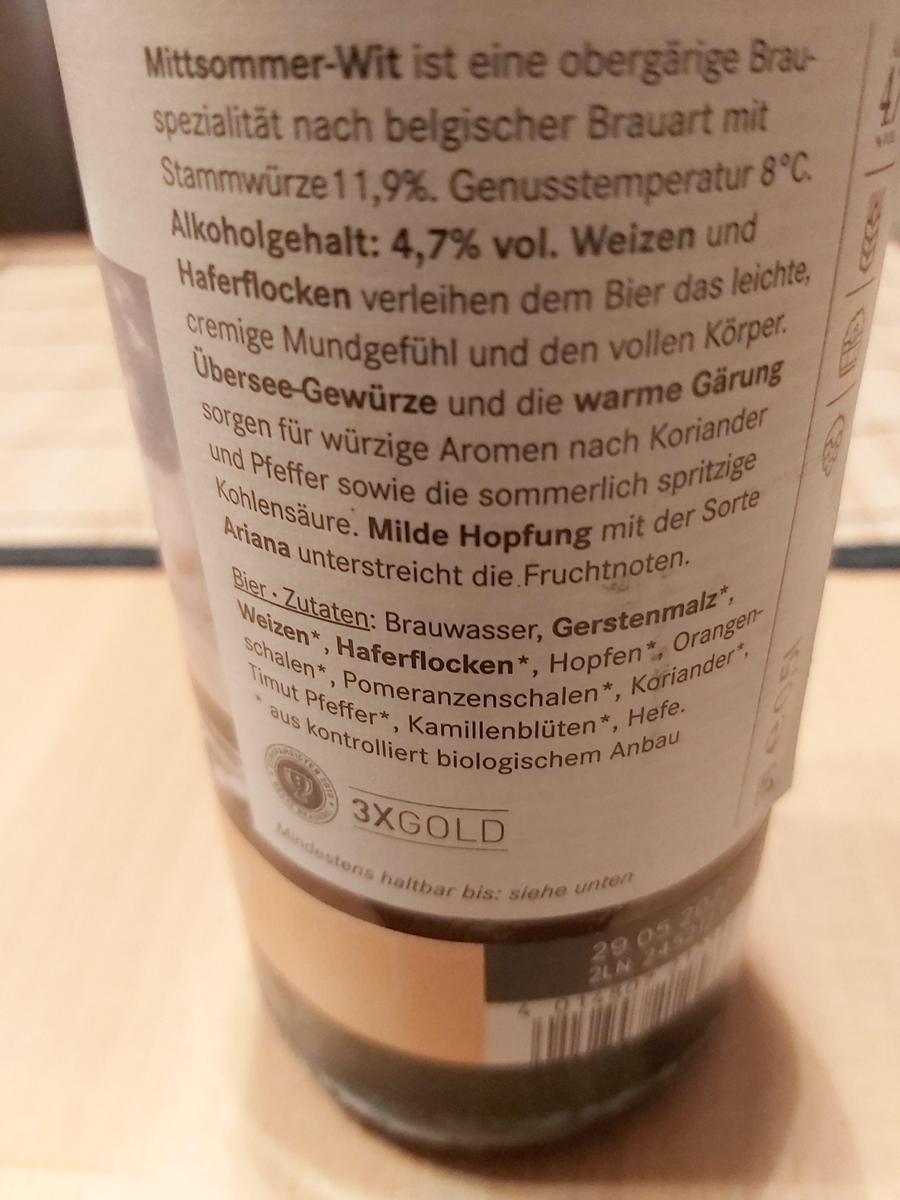 Mittsommer-Wit ist eine obergärige Brau-
spezialität nach belgischer Brauart mit
Stammwürze11,9%. Genusstemperatur 8°C.
Alkoholgehalt: 4,7% vol. Weizen und
Haferflocken verleihen dem Bier das leichte,
cremige Mundgefühl und den vollen Körper.
Übersee-Gewürze und die warme Gärung
sorgen für würzige Aromen nach Koriander
und Pfeffer sowie die sommerlich spritzige
Kohlensäure. Milde Hopfung mit der Sorte
Ariana unterstreicht die Fruchtnoten.
Bier · Zutaten: Brauwasser, Gerstenmalz*,
Weizen*, Haferflocken*, Hopfen*, Orangen-
schalen*, Pomeranzenschalen*, Koriander*,
Timut Pfeffer*, Kamillenblüten*, Hefe.
* aus kontrolliert biologischem Anbau
3XGOLD
Mindestens haltbar bis: siehe unten
29.05.
2LN